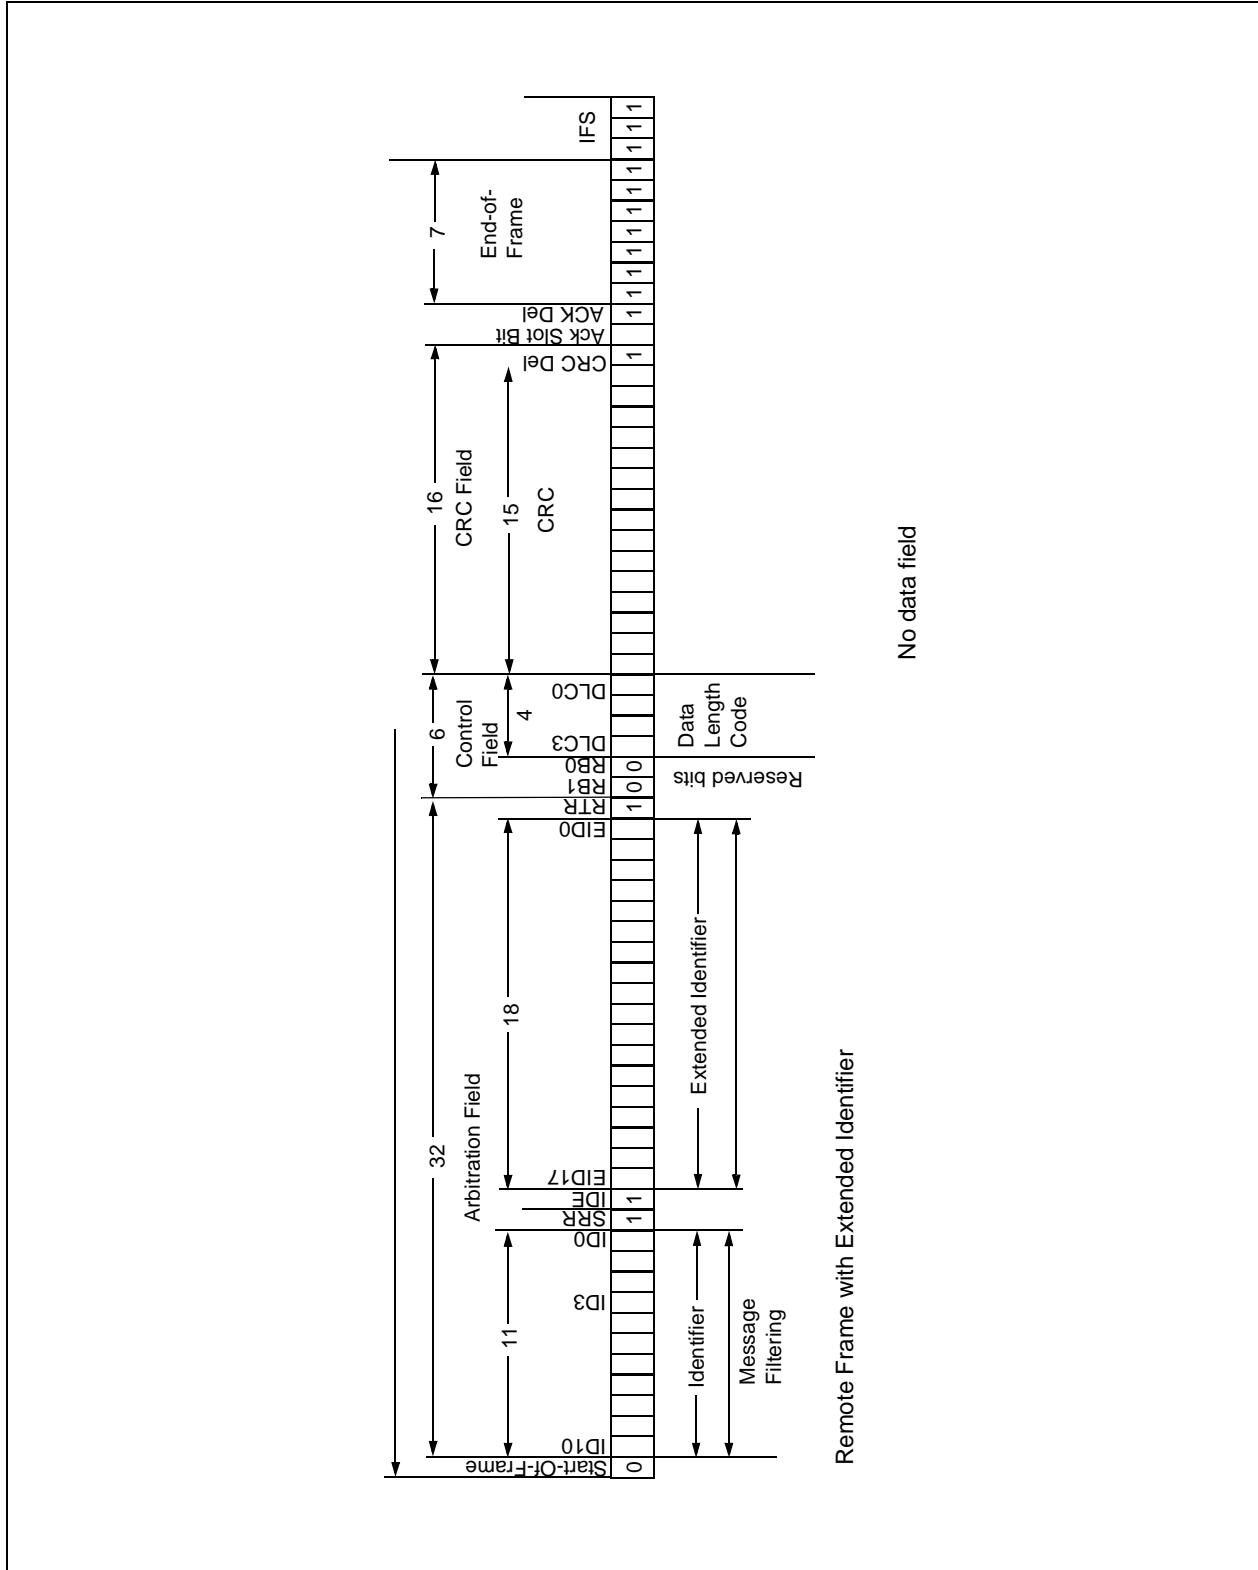 32
Arbitration Field
6
Control
Field
16
CRC Field
7
End-of-
Frame
IFS
11
18
4
15
CRC
Start-Of-Frame
ID10
ID3
ID0
SRR
IDE
EID17
EID0
RTR
RB1
RB0
DLC3
DLC0
CRC Del
Ack Slot Bit
ACK Del
0 1 1 1 0 0 1 1 1 1 1 1 1 1 1 1 1 1
Identifier
Extended Identifier
Reserved bits
Data
Length
Code
Message
Filtering
Remote Frame with Extended Identifier
No data field